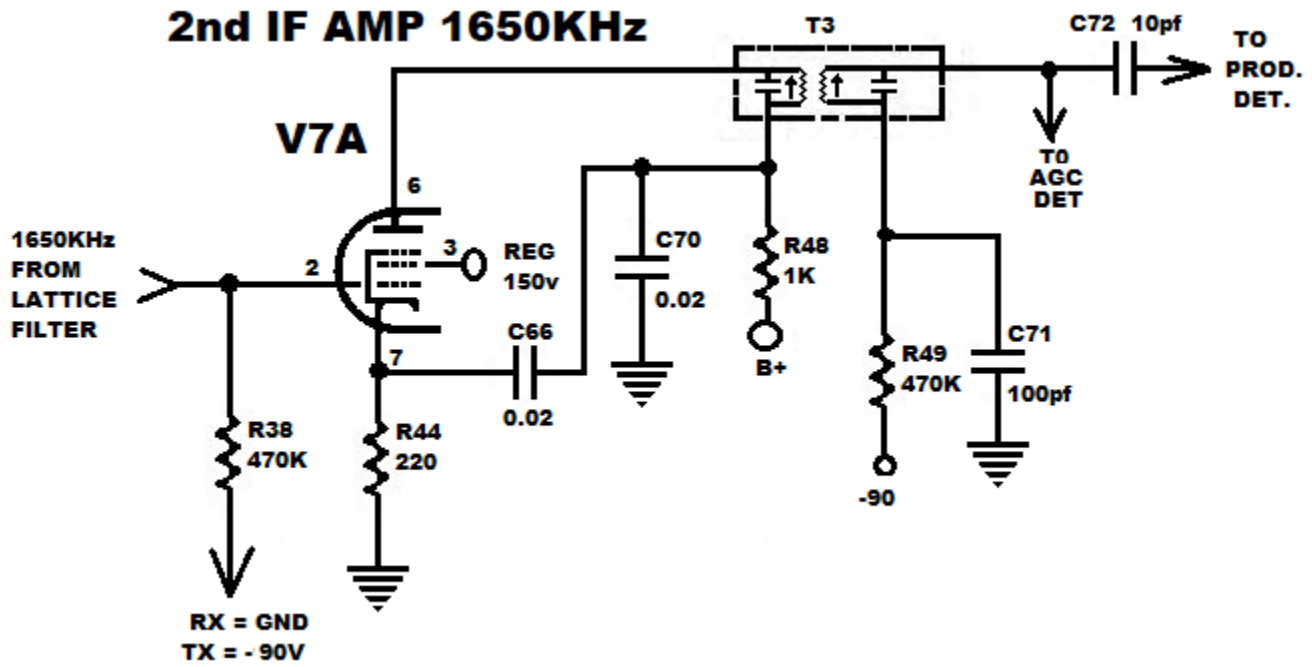 2nd IF AMP 1650KHz
T3
C72 10pf
TO
PROD.
DET.
V7A
6
TO
AGC
DET
1650KHz
FROM
LATTICE
FILTER
2
3
REG
150v
C70
0.02
R48
1K
C66
0.02
7
B+
R49
470K
C71
100pf
R38
470K
R44
220
-90
RX = GND
TX = -90V